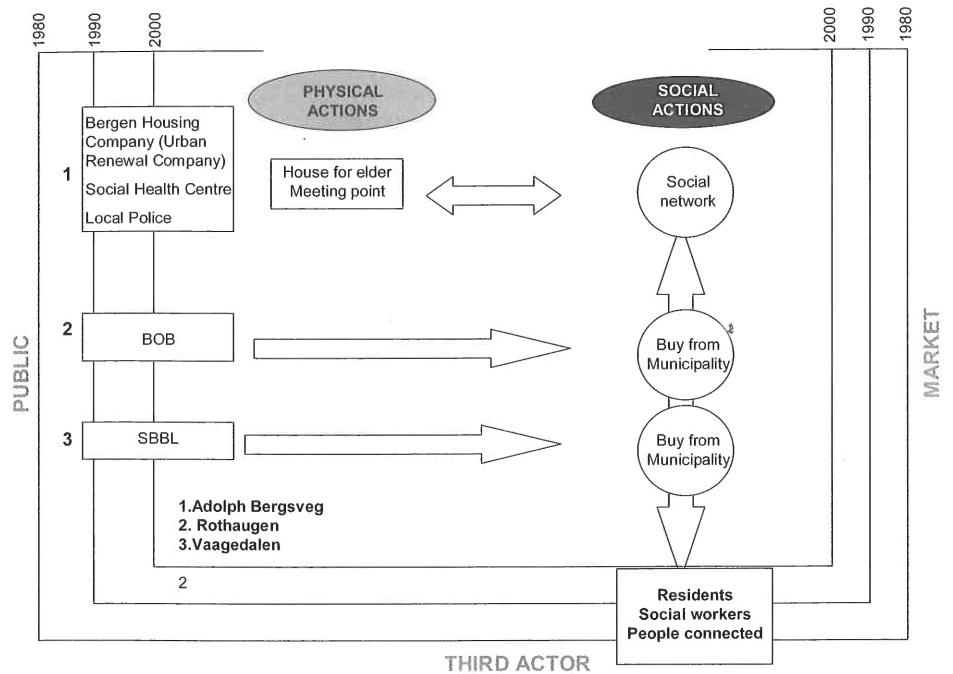 1980
1990
2000
2000
1990
1980
PHYSICAL
ACTIONS
SOCIAL
ACTIONS
1
Bergen Housing
Company (Urban
Renewal Company)
Social Health Centre
Local Police
House for elder
Meeting point
Social
network
2
BOB
Buy from
Municipality
3
SBBL
Buy from
Municipality
PUBLIC
MARKET
1.Adolph Bergsveg
2. Rothaugen
3.Vaagedalen
2
Residents
Social workers
People connected
THIRD ACTOR